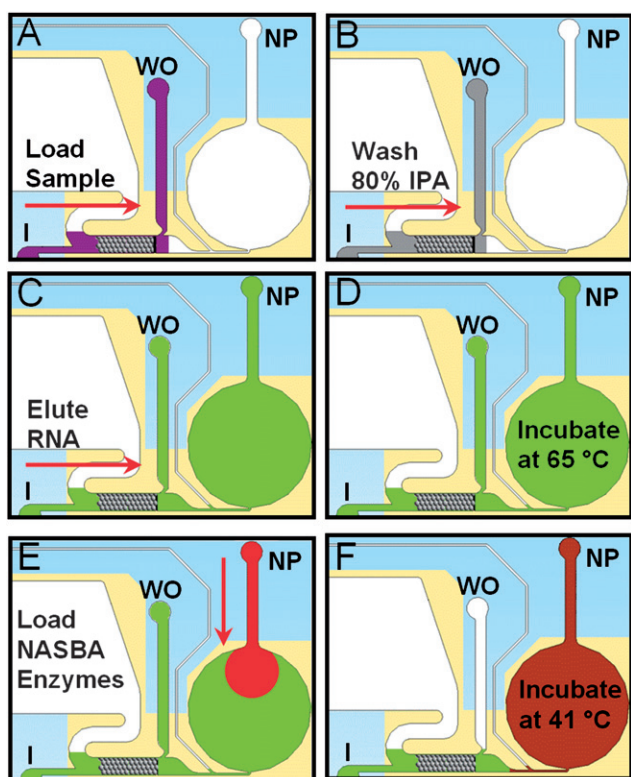 A
NP
WO
Load
Sample
I
B
NP
WO
Wash
80% IPA
I
C
NP
WO
Elute
RNA
I
D
NP
WO
Incubate
at 65 °C
I
E
NP
WO
Load
NASBA
Enzymes
I
F
NP
WO
Incubate
at 41 °C
I